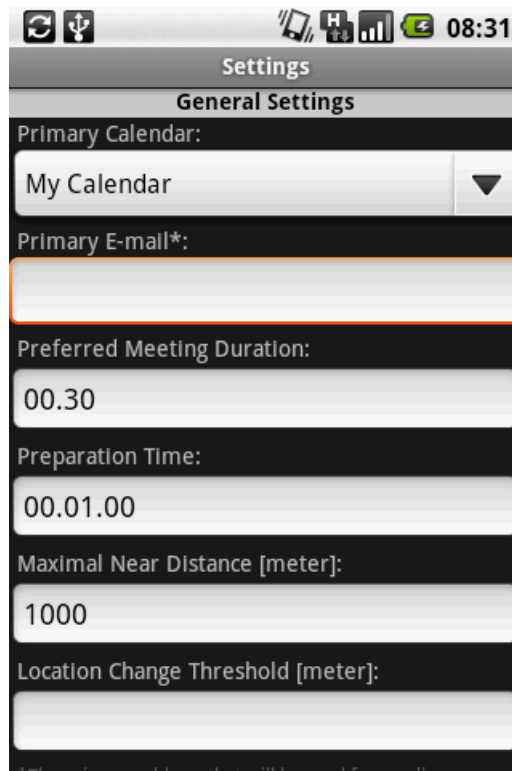 H
08:31
Settings
General Settings
Primary Calendar:
My Calendar
Primary E-mail*:
Preferred Meeting Duration:
00.30
Preparation Time:
00.01.00
Maximal Near Distance [meter]:
1000
Location Change Threshold [meter]: